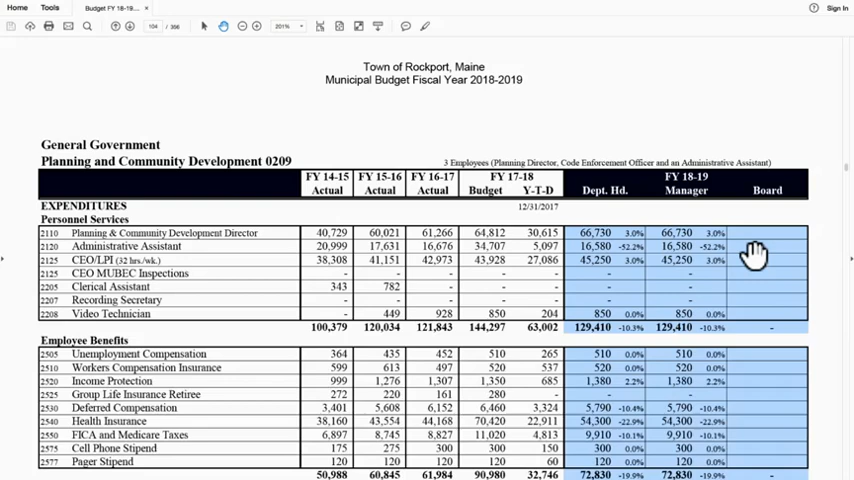 Home Tools Budget FY 18-19.... × Sign In
104 / 356 201%
Town of Rockport, Maine
Municipal Budget Fiscal Year 2018-2019
General Government
Planning and Community Development 0209 3 Employees (Planning Director, Code Enforcement Officer and an Administrative Assistant)
FY 14-15 FY 15-16 FY 16-17 FY 17-18 FY 18-19
Actual Actual Actual Budget Y-T-D Dept. Hd. Manager Board
EXPENDITURES 12/31/2017
Personnel Services
2110 Planning & Community Development Director 40,729 60,021 61,266 64,812 30,615 66,730 3.0% 66,730 3.0%
2120 Administrative Assistant 20,999 17,631 16,676 34,707 5,097 16,580 -52.2% 16,580 -52.2%
2125 CEO/LPI (32 hrs./wk.) 38,308 41,151 42,973 43,928 27,086 45,250 3.0% 45,250 3.0%
2125 CEO MUBEC Inspections - - - - - - -
2205 Clerical Assistant 343 782 - - - - -
2207 Recording Secretary - - - - - - -
2208 Video Technician - 449 928 850 204 850 0.0% 850 0.0%
100,379 120,034 121,843 144,297 63,002 129,410 -10.3% 129,410 -10.3% -
Employee Benefits
2505 Unemployment Compensation 364 435 452 510 265 510 0.0% 510 0.0%
2510 Workers Compensation Insurance 599 613 497 520 537 520 0.0% 520 0.0%
2520 Income Protection 999 1,276 1,307 1,350 685 1,380 2.2% 1,380 2.2%
2525 Group Life Insurance Retiree 272 220 161 280 - - -
2530 Deferred Compensation 3,401 5,608 6,152 6,460 3,324 5,790 -10.4% 5,790 -10.4%
2540 Health Insurance 38,160 43,554 44,168 70,420 22,911 54,300 -22.9% 54,300 -22.9%
2550 FICA and Medicare Taxes 6,897 8,745 8,827 11,020 4,813 9,910 -10.1% 9,910 -10.1%
2575 Cell Phone Stipend 175 275 300 300 150 300 0.0% 300 0.0%
2577 Pager Stipend 120 120 120 120 60 120 0.0% 120 0.0%
50,988 60,845 61,984 90,980 32,746 72,830 -19.9% 72,830 -19.9% -